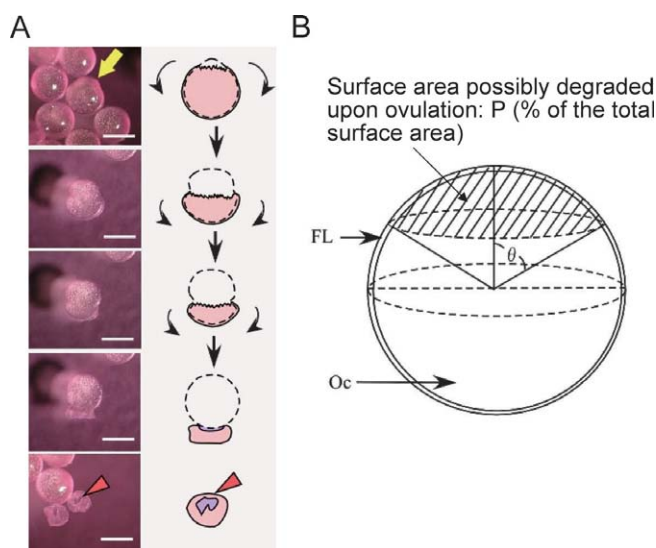 A
B
Surface area possibly degraded
upon ovulation: P (% of the total
surface area)
FL
θ
Oc